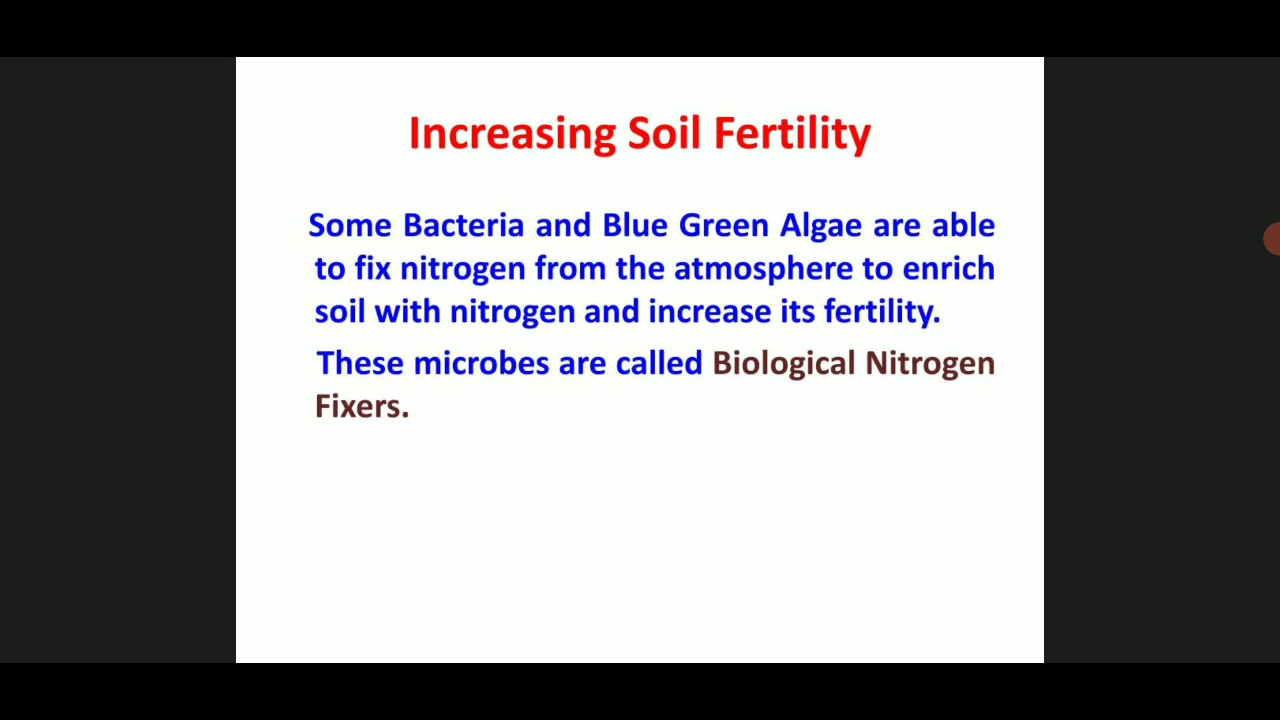 Increasing Soil Fertility
Some Bacteria and Blue Green Algae are able
to fix nitrogen from the atmosphere to enrich
soil with nitrogen and increase its fertility.
These microbes are called Biological Nitrogen
Fixers.